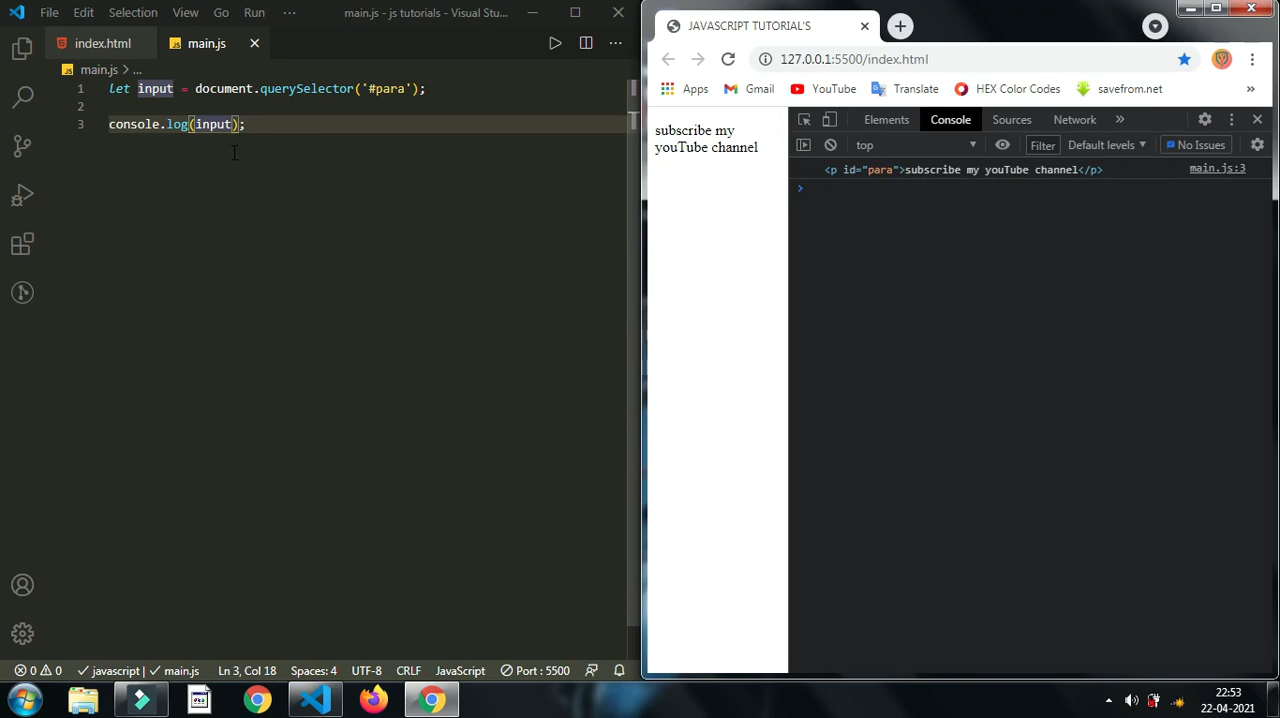 File Edit Selection View Go Run ··· main.js - js tutorials - Visual Stu...
index.html main.js
main.js > ...
1 let input = document.querySelector('#para');
2
3 console.log(input);
0 0 javascript main.js Ln 3, Col 18 Spaces: 4 UTF-8 CRLF JavaScript Port : 5500
JAVASCRIPT TUTORIAL'S
127.0.0.1:5500/index.html
Apps Gmail YouTube Translate HEX Color Codes savefrom.net »
subscribe my
youTube channel
Elements Console Sources Network »
top Filter Default levels No Issues
<p id="para">subscribe my youTube channel</p> main.js:3
22:53
22-04-2021